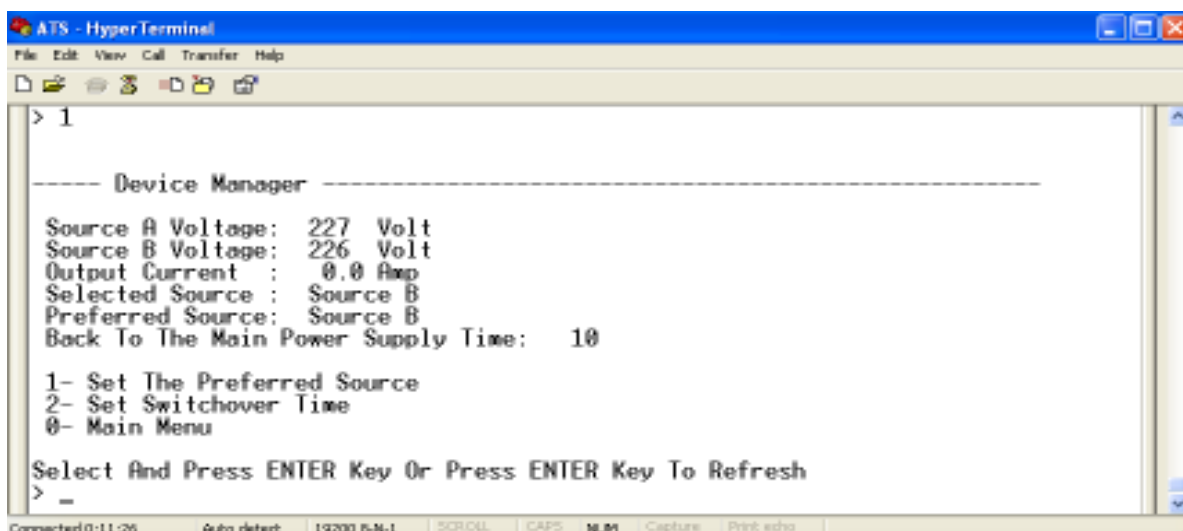 ATS - HyperTerminal
File Edit View Call Transfer Help
> 1
----- Device Manager -----------------------------------------------------
Source A Voltage: 227 Volt
Source B Voltage: 226 Volt
Output Current : 0.0 Amp
Selected Source : Source B
Preferred Source: Source B
Back To The Main Power Supply Time: 10
1- Set The Preferred Source
2- Set Switchover Time
0- Main Menu
Select And Press ENTER Key Or Press ENTER Key To Refresh
> _
Connected 0:11:26 Auto detect 19200 8-N-1 SCROLL CAPS NUM Capture Print echo